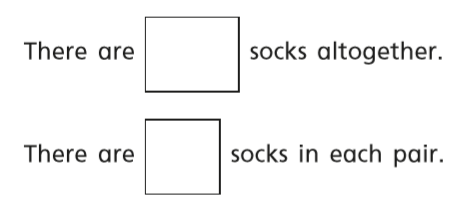 There are socks altogether.
There are socks in each pair.